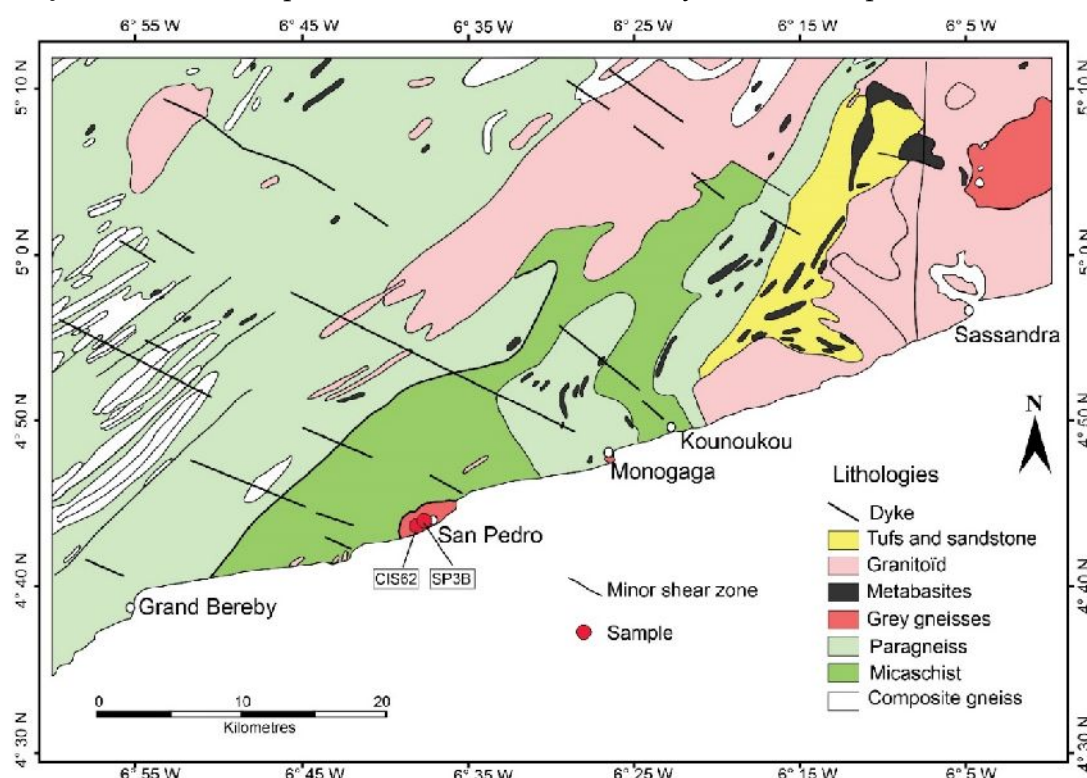 6° 55 W 6° 45 W 6° 35 W 6° 25 W 6° 15 W 6° 5 W
5° 10 N
5° 10 N
5° 0 N
5° 0 N
Sassandra
4° 50 N
4° 50 N
N
Kounoukou
Monogaga
Lithologies
Dyke
San Pedro
Tufs and sandstone
Granitoïd
CIS62 SP3B
4° 40 N
Minor shear zone
Metabasites
4° 40 N
Grand Bereby
Grey gneisses
Sample
Paragneiss
Micaschist
0 10 20
Composite gneiss
Kilometres
4° 30 N
4° 30 N
6° 55 W 6° 45 W 6° 35 W 6° 25 W 6° 15 W 6° 5 W